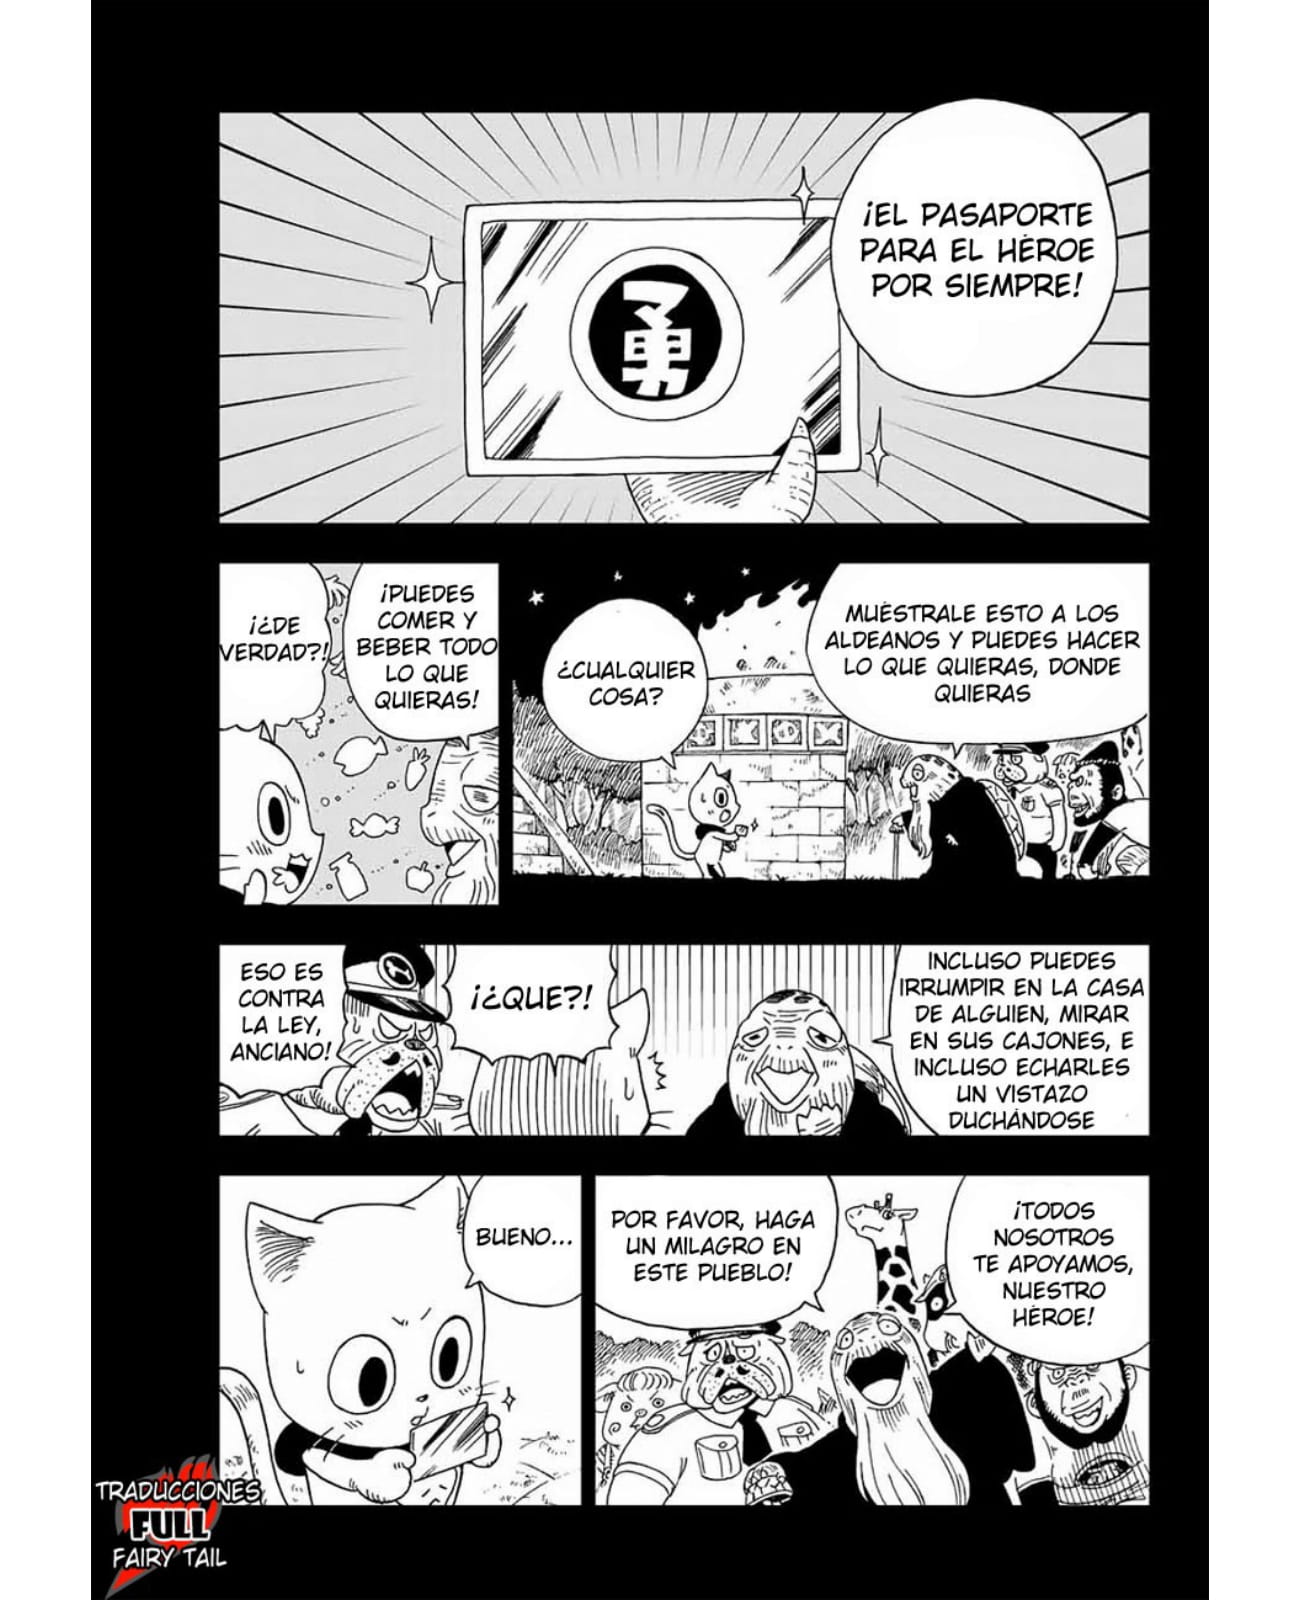 ¡EL PASAPORTE
PARA EL HÉROE
POR SIEMPRE!
勇
MUÉSTRALE ESTO A LOS
ALDEANOS Y PUEDES HACER
LO QUE QUIERAS, DONDE
QUIERAS
¿CUALQUIER
COSA?
¡PUEDES
COMER Y
BEBER TODO
LO QUE
QUIERAS!
¡¿DE
VERDAD?!
INCLUSO PUEDES
IRRUMPIR EN LA CASA
DE ALGUIEN, MIRAR
EN SUS CAJONES, E
INCLUSO ECHARLES
UN VISTAZO
DUCHÁNDOSE
¡¿QUE?!
ESO ES
CONTRA
LA LEY,
ANCIANO!
¡TODOS
NOSOTROS
TE APOYAMOS,
NUESTRO
HÉROE!
POR FAVOR, HAGA
UN MILAGRO EN
ESTE PUEBLO!
BUENO...
TRADUCCIONES
FULL
FAIRY TAIL